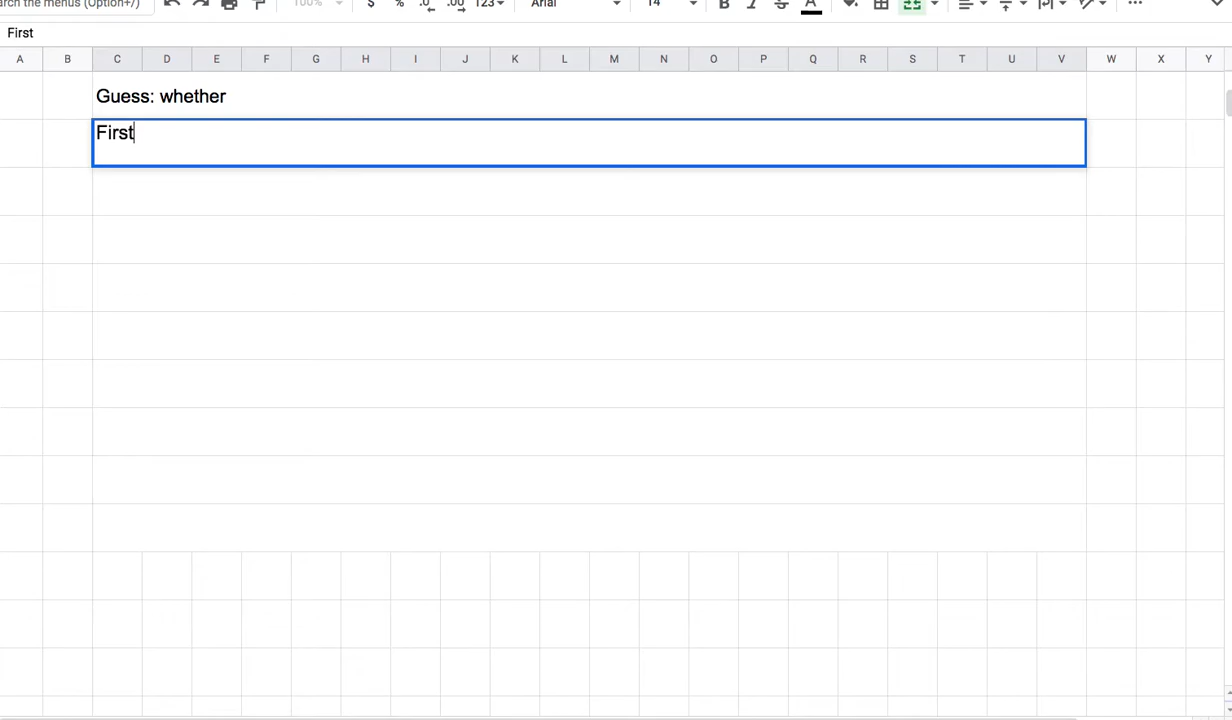 arch the menus (Option+/) 100% $ % .0 .00 123 Arial 14 B I S A
First
A B C D E F G H I J K L M N O P Q R S T U V W X Y
Guess: whether
First